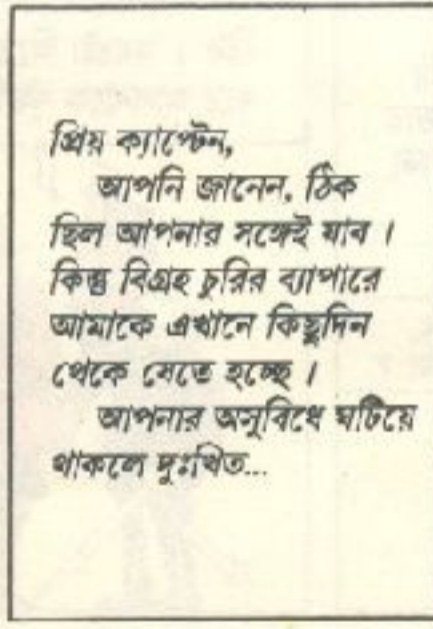 প্রিয় ক্যাপ্টেন,
আপনি জানেন, ঠিক
ছিল আপনার সঙ্গেই যাব ।
কিন্তু বিগ্রহ চুরির ব্যাপারে
আমাকে এখানে কিছুদিন
থেকে যেতে হচ্ছে ।
আপনার অসুবিধে ঘটিয়ে
থাকলে দুঃখিত...